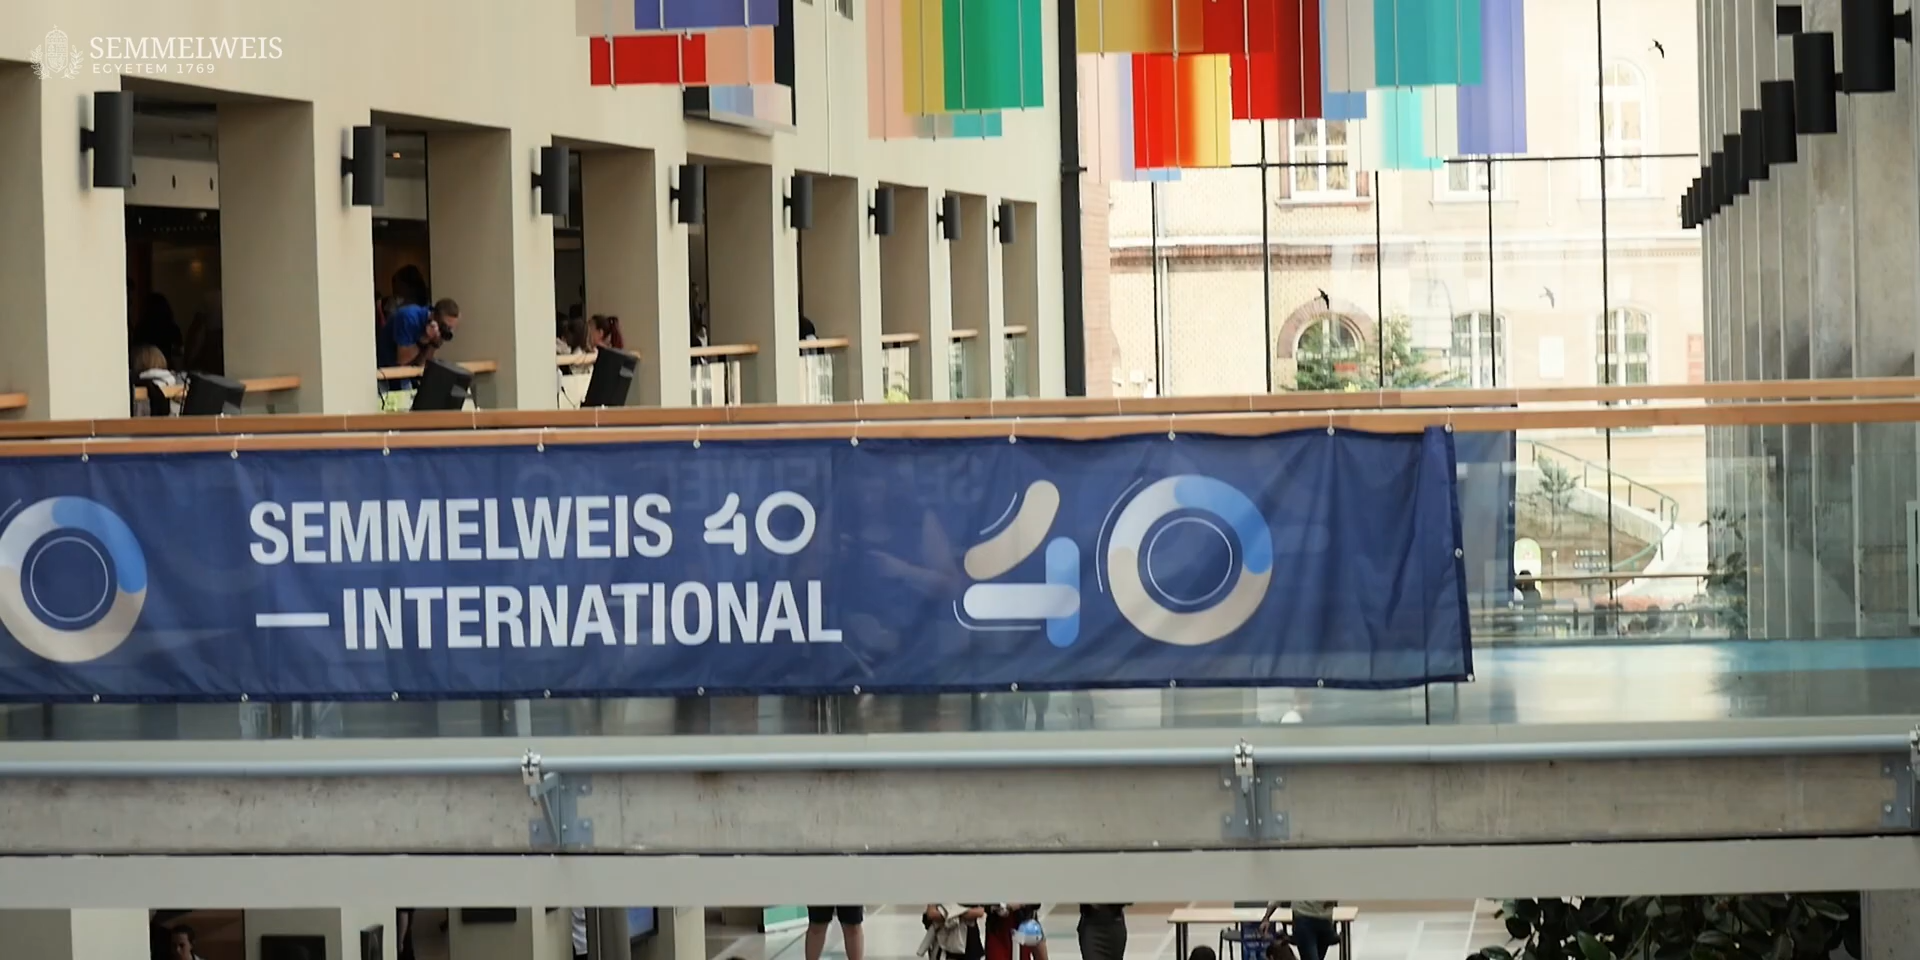 SEMMELWEIS
EGYETEM 1769
SEMMELWEIS 40
—INTERNATIONAL
40